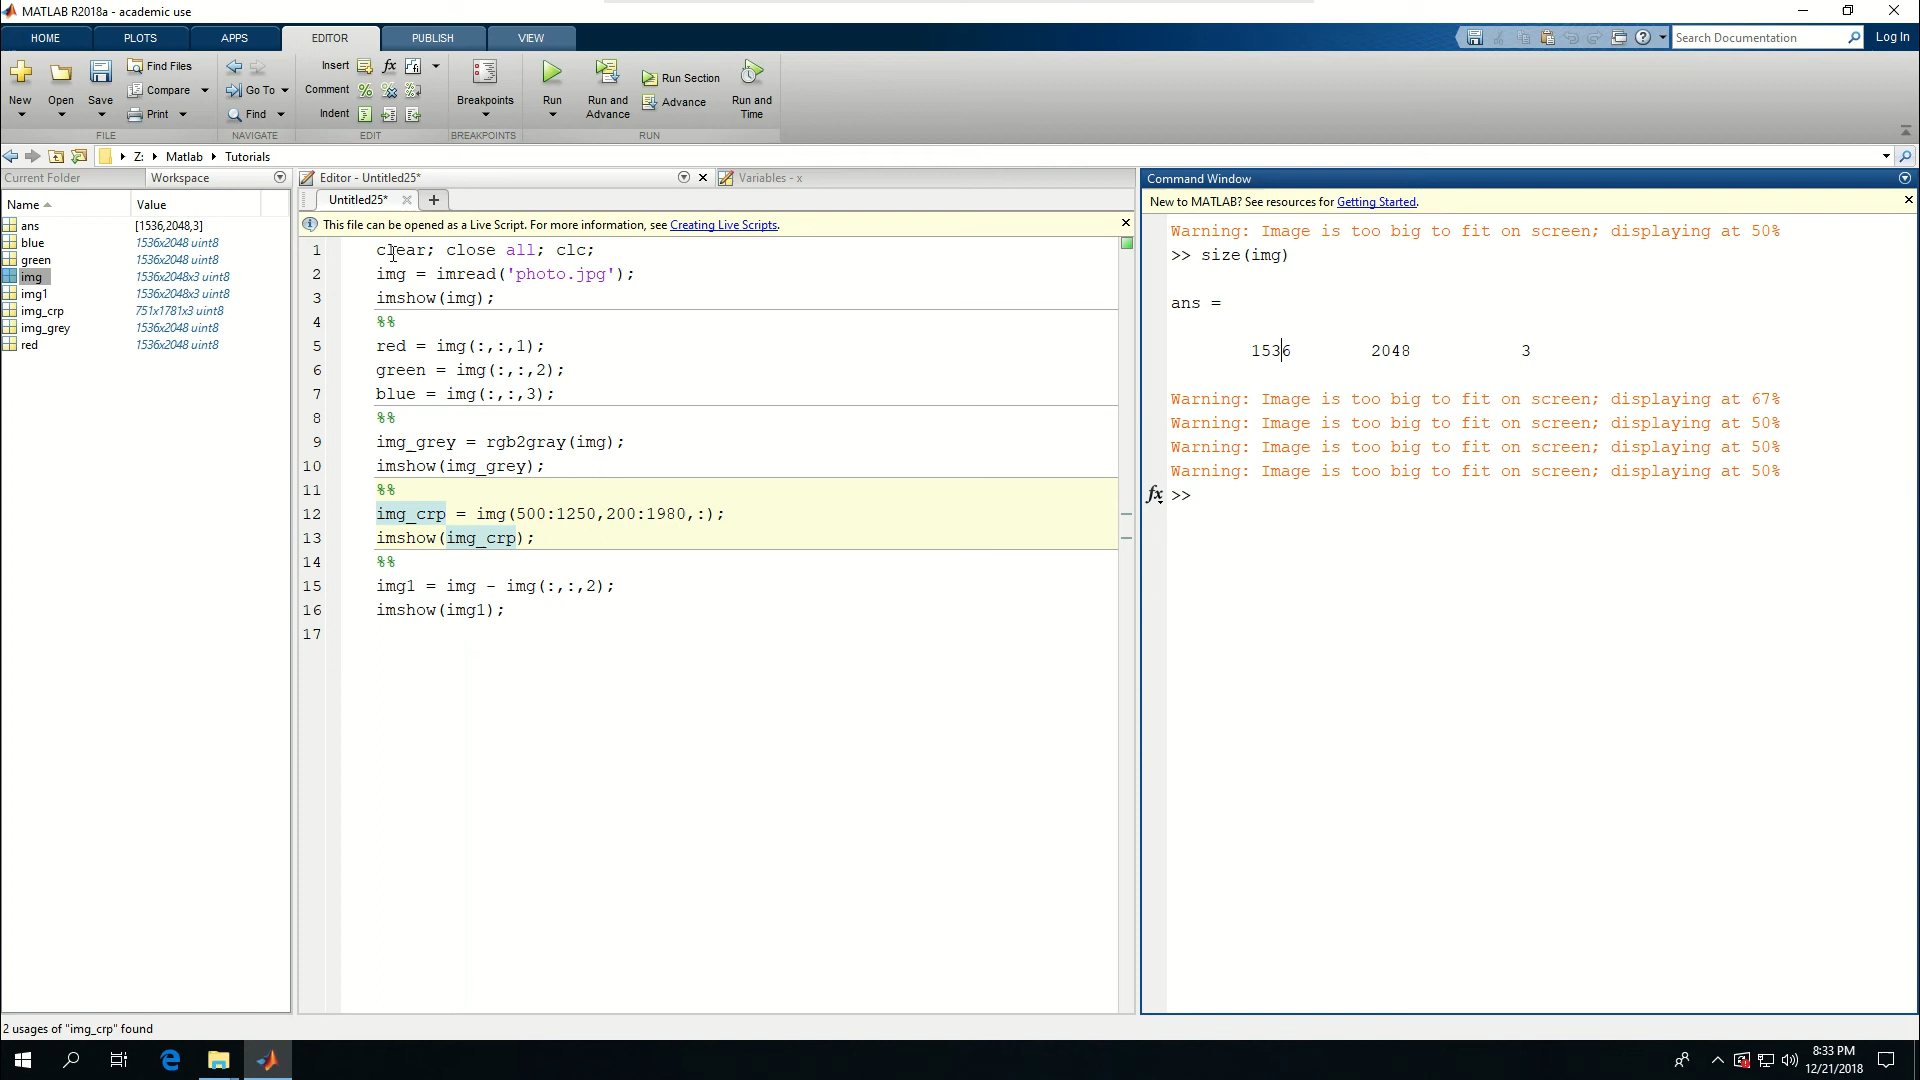 MATLAB R2018a - academic use
HOME PLOTS APPS EDITOR PUBLISH VIEW
Search Documentation Log In
New Open Save Find Files Compare Print
Go To Find
Insert fx
Comment
Indent
Breakpoints
Run Run and Advance Run Section Advance Run and Time
FILE NAVIGATE EDIT BREAKPOINTS RUN
Z: Matlab Tutorials
Current Folder Workspace
Name Value
ans [1536,2048,3]
blue 1536x2048 uint8
green 1536x2048 uint8
img 1536x2048x3 uint8
img1 1536x2048x3 uint8
img_crp 751x1781x3 uint8
img_grey 1536x2048 uint8
red 1536x2048 uint8
Editor - Untitled25* Variables - x
Untitled25*
This file can be opened as a Live Script. For more information, see Creating Live Scripts.
1 clear; close all; clc;
2 img = imread('photo.jpg');
3 imshow(img);
4 %%
5 red = img(:,:,1);
6 green = img(:,:,2);
7 blue = img(:,:,3);
8 %%
9 img_grey = rgb2gray(img);
10 imshow(img_grey);
11 %%
12 img_crp = img(500:1250,200:1980,:);
13 imshow(img_crp);
14 %%
15 img1 = img - img(:,:,2);
16 imshow(img1);
17
Command Window
New to MATLAB? See resources for Getting Started.
Warning: Image is too big to fit on screen; displaying at 50%
>> size(img)
ans =
1536 2048 3
Warning: Image is too big to fit on screen; displaying at 67%
Warning: Image is too big to fit on screen; displaying at 50%
Warning: Image is too big to fit on screen; displaying at 50%
Warning: Image is too big to fit on screen; displaying at 50%
fx >>
2 usages of "img_crp" found
8:33 PM
12/21/2018